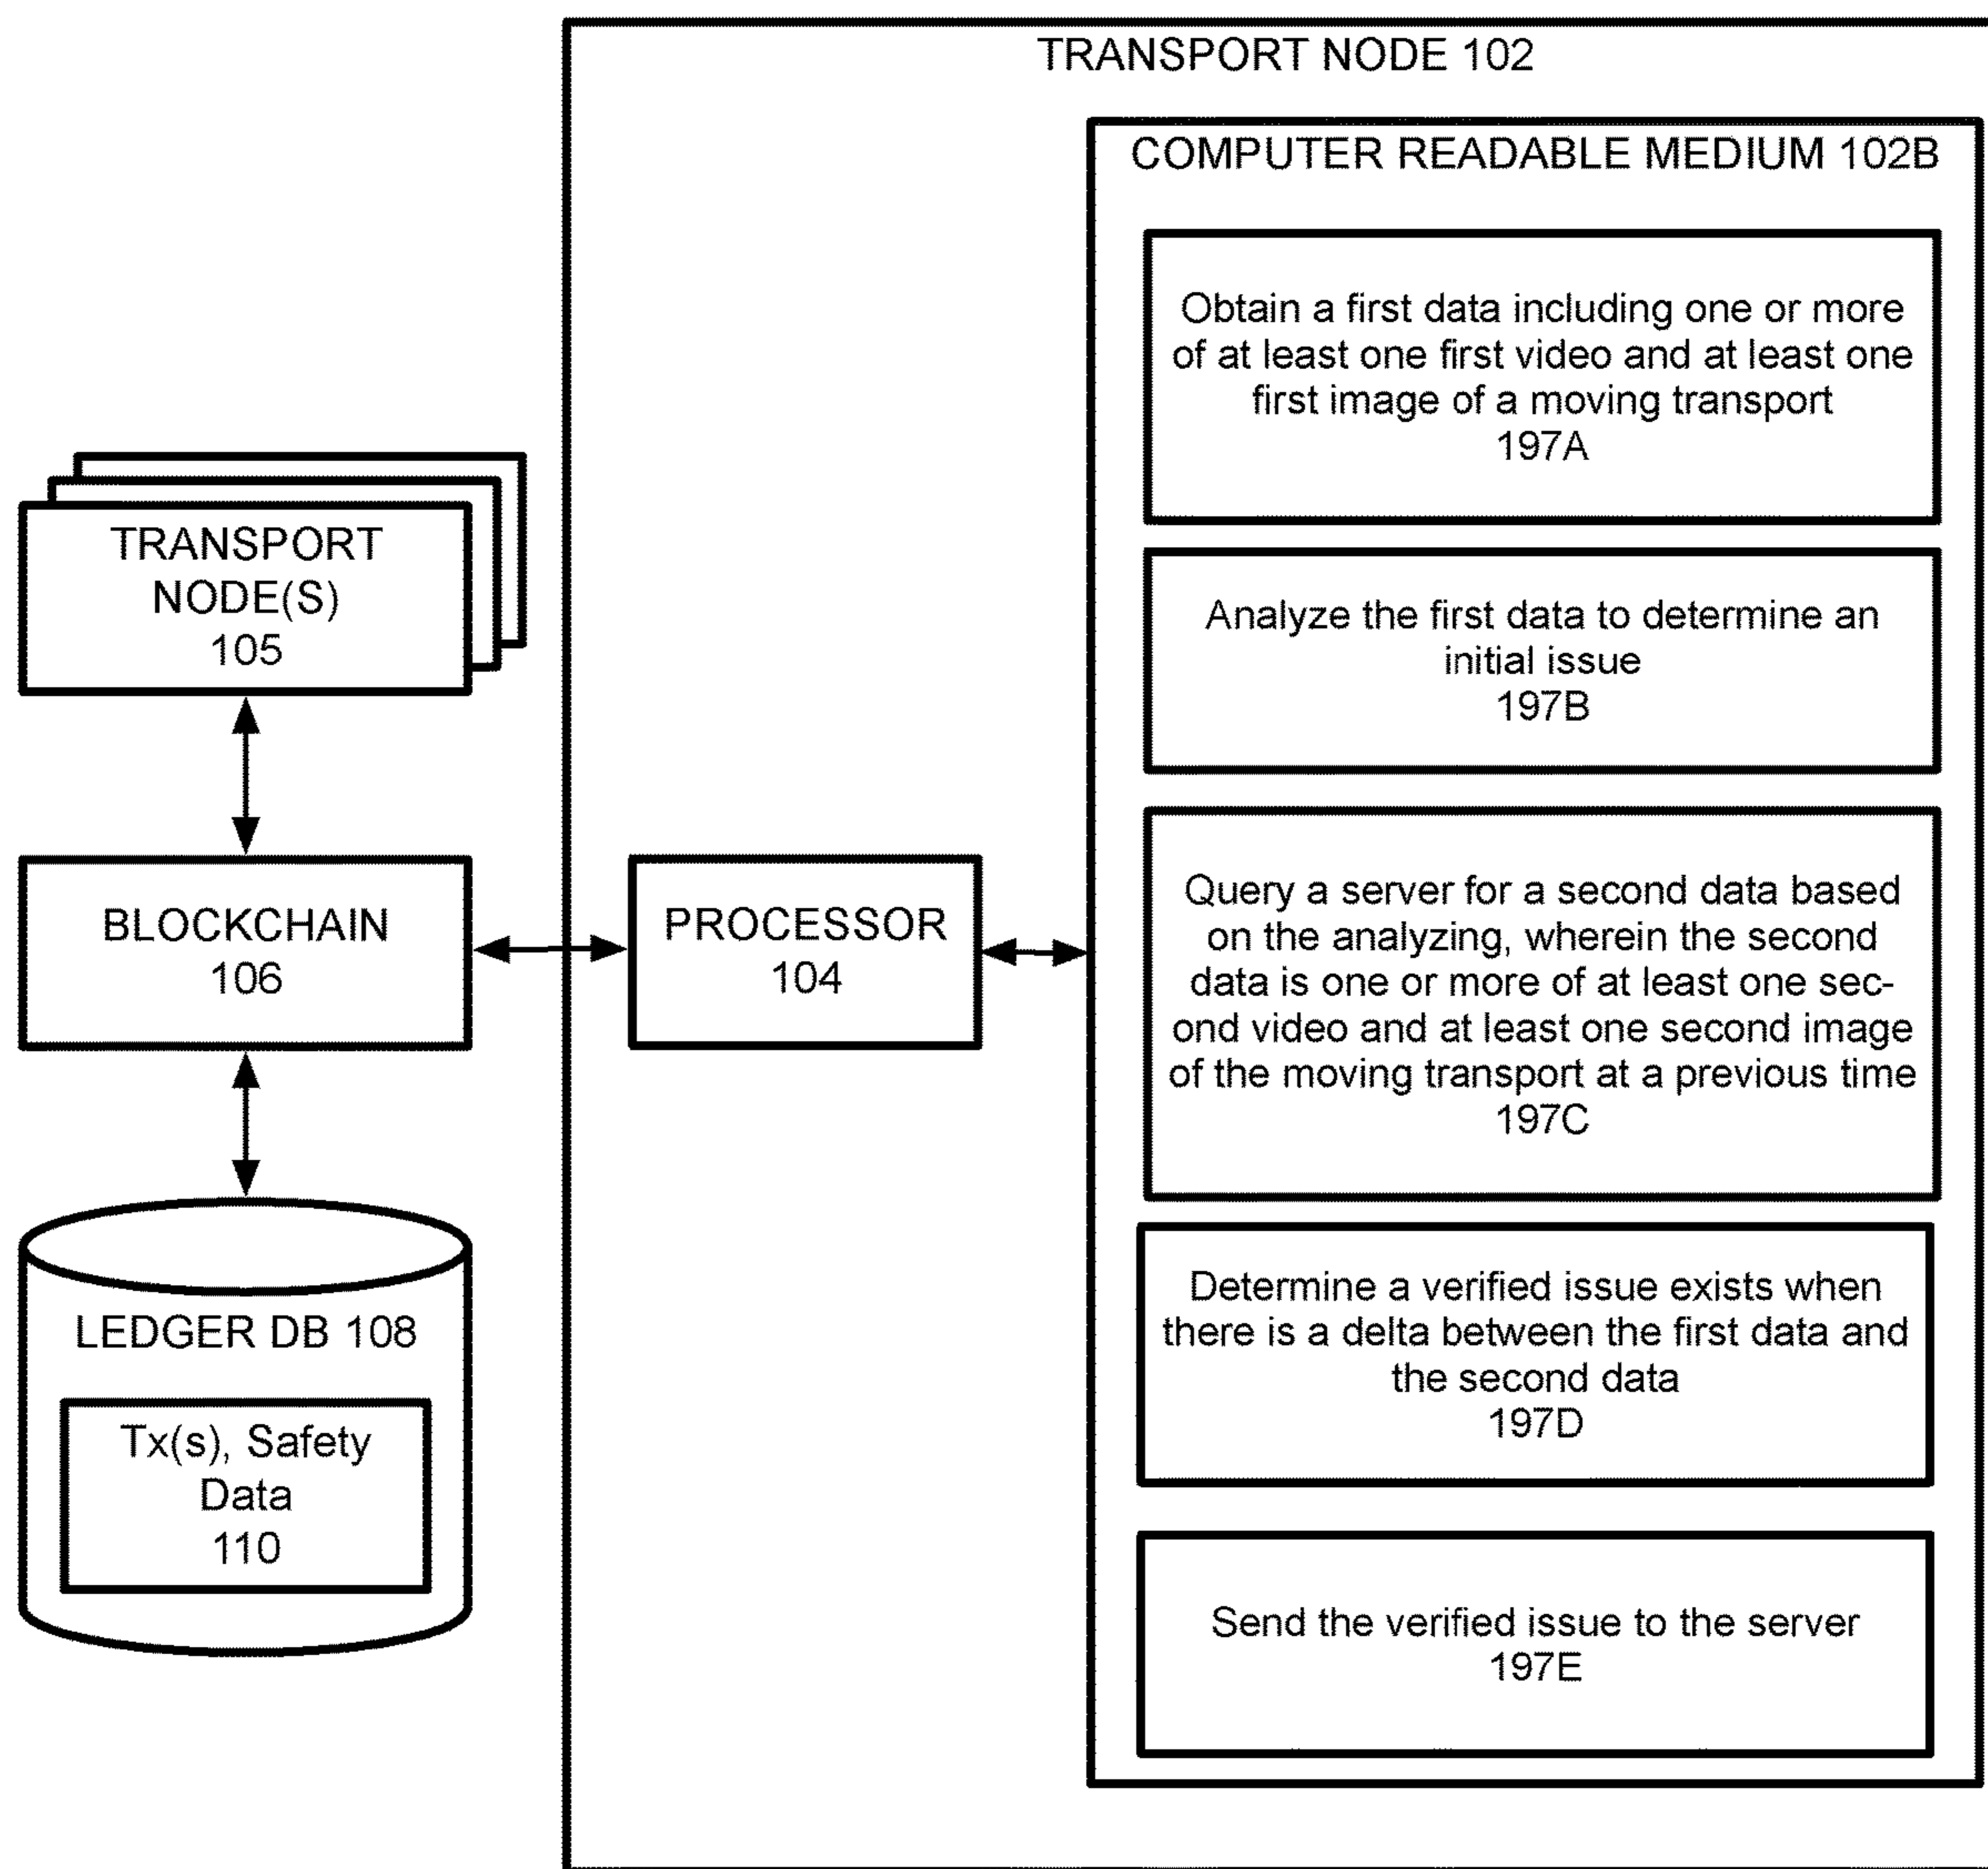 TRANSPORT NODE 102
COMPUTER READABLE MEDIUM 102B
Obtain a first data including one or more
of at least one first video and at least one
first image of a moving transport
197A
Analyze the first data to determine an
initial issue
197B
Query a server for a second data based
on the analyzing, wherein the second
data is one or more of at least one sec-
ond video and at least one second image
of the moving transport at a previous time
197C
Determine a verified issue exists when
there is a delta between the first data and
the second data
197D
Send the verified issue to the server
197E
TRANSPORT
NODE(S)
105
BLOCKCHAIN
106
PROCESSOR
104
LEDGER DB 108
Tx(s), Safety
Data
110